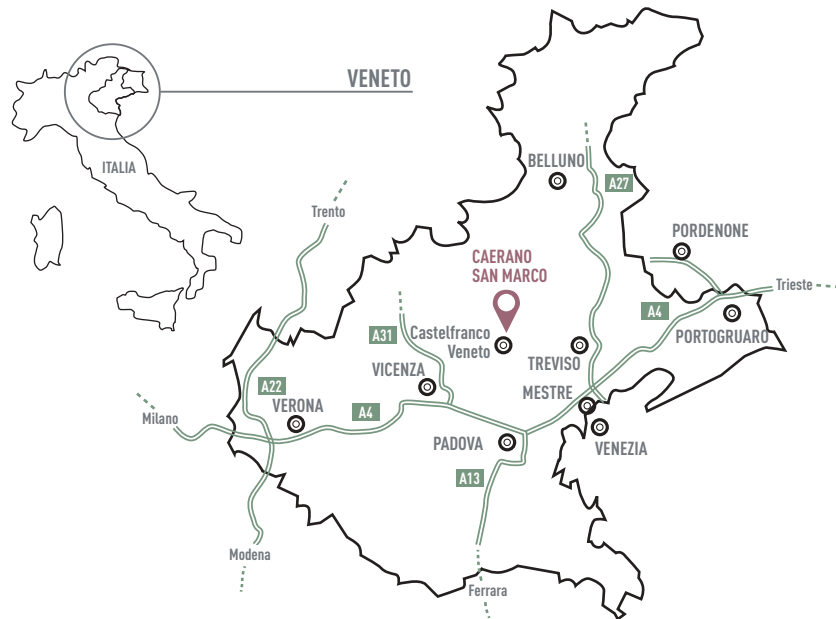 VENETO
ITALIA
BELLUNO
A27
Trento
PORDENONE
CAERANO
SAN MARCO
Trieste
A4
PORTOGRUARO
A31
Castelfranco
Veneto
TREVISO
VICENZA
A22
MESTRE
VERONA
A4
Milano
PADOVA
VENEZIA
A13
Modena
Ferrara